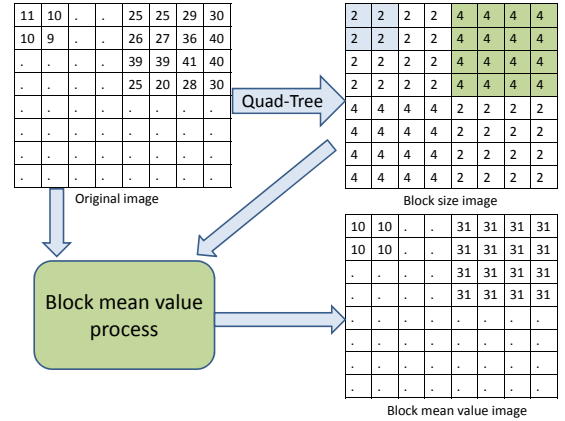 11 10 . . 25 25 29 30
10 9 . . 26 27 36 40
. . . . 39 39 41 40
. . . . 25 20 28 30
. . . . . . . .
. . . . . . . .
. . . . . . . .
. . . . . . . .
Original image
Quad-Tree
2 2 2 2 4 4 4 4
2 2 2 2 4 4 4 4
2 2 2 2 4 4 4 4
2 2 2 2 4 4 4 4
4 4 4 4 2 2 2 2
4 4 4 4 2 2 2 2
4 4 4 4 2 2 2 2
4 4 4 4 2 2 2 2
Block size image
Block mean value
process
10 10 . . 31 31 31 31
10 10 . . 31 31 31 31
. . . . 31 31 31 31
. . . . 31 31 31 31
. . . . . . . .
. . . . . . . .
. . . . . . . .
. . . . . . . .
Block mean value image